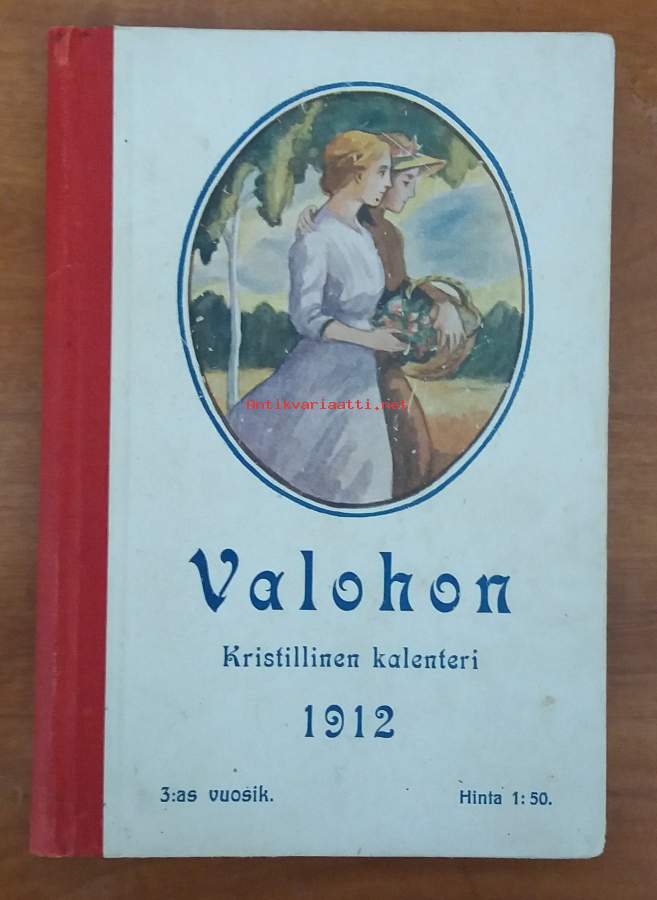 Antikvariaatti.net
Valohon
Kristillinen kalenteri
1912
3:as vuosik.
Hinta 1:50.